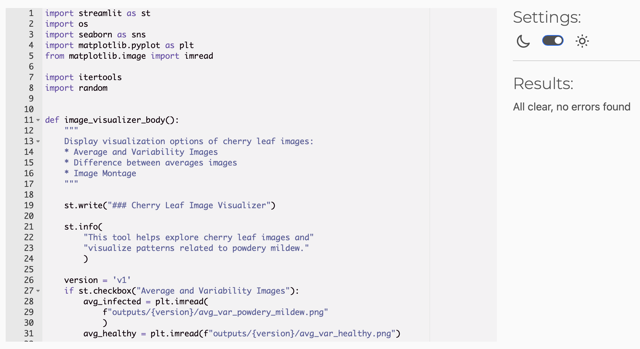 Settings:
Results:
All clear, no errors found
1 import streamlit as st
2 import os
3 import seaborn as sns
4 import matplotlib.pyplot as plt
5 from matplotlib.image import imread
6
7 import itertools
8 import random
9
10
11 def image_visualizer_body():
12     """
13     Display visualization options of cherry leaf images:
14     * Average and Variability Images
15     * Difference between averages images
16     * Image Montage
17     """
18
19     st.write("### Cherry Leaf Image Visualizer")
20
21     st.info(
22         "This tool helps explore cherry leaf images and"
23         "visualize patterns related to powdery mildew."
24         )
25
26     version = 'v1'
27     if st.checkbox("Average and Variability Images"):
28         avg_infected = plt.imread(
29             f"outputs/{version}/avg_var_powdery_mildew.png"
30             )
31         avg_healthy = plt.imread(f"outputs/{version}/avg_var_healthy.png")